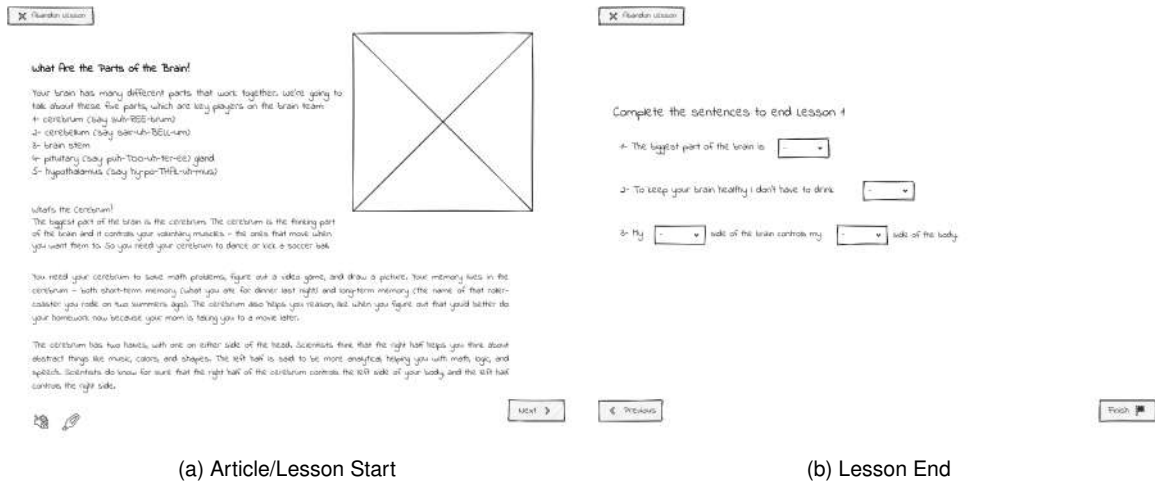 Abandon Lesson
What Are the Parts of the Brain?
Your brain has many different parts that work together. We're going to
talk about these five parts, which are key players on the brain team
1- cerebrum (say suh-REE-brum)
2- cerebellum (say sair-uh-BELL-um)
3- brain stem
4- pituitary (say puh-TOO-uh-ter-ee) gland
5- hypothalamus (say hy-po-THAL-uh-mus)
What's the Cerebrum?
The biggest part of the brain is the cerebrum. The cerebrum is the thinking part
of the brain and it controls your voluntary muscles – the ones that move when
you want them to. So you need your cerebrum to dance or kick a soccer ball.
You need your cerebrum to solve math problems, figure out a video game, and draw a picture. Your memory lives in the
cerebrum – both short-term memory (what you ate for dinner last night) and long-term memory (the name of that roller-
coaster you rode on two summers ago). The cerebrum also helps you reason, like when you figure out that you'd better do
your homework now because your mom is taking you to a movie later.
The cerebrum has two halves, with one on either side of the head. Scientists think that the right half helps you think about
abstract things like music, colors, and shapes. The left half is said to be more analytical, helping you with math, logic, and
speech. Scientists do know for sure that the right half of the cerebrum controls the left side of your body, and the left half
controls the right side.
Next
(a) Article/Lesson Start
Abandon Lesson
Complete the sentences to end Lesson 1
1- The biggest part of the brain is -
2- To keep your brain healthy I don't have to drink -
3- My - side of the brain controls my - side of the body.
Previous
Finish
(b) Lesson End